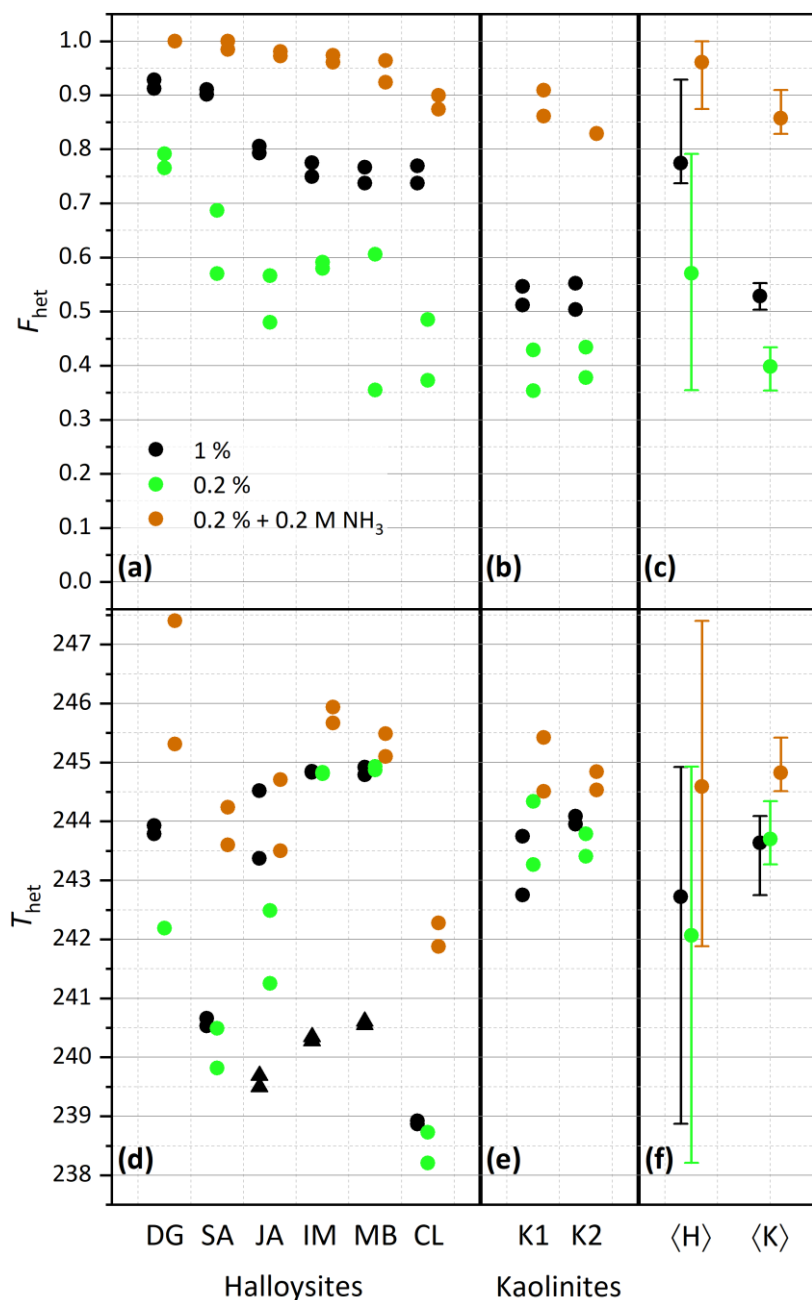 1.0
0.9
0.8
0.7
0.6
0.5
0.4
0.3
0.2
0.1
0.0
F_het
1 %
0.2 %
0.2 % + 0.2 M NH₃
(a)
(b)
(c)
247
246
245
244
243
242
241
240
239
238
T_het
(d)
(e)
(f)
DG SA JA IM MB CL K1 K2 ⟨H⟩ ⟨K⟩
Halloysites Kaolinites